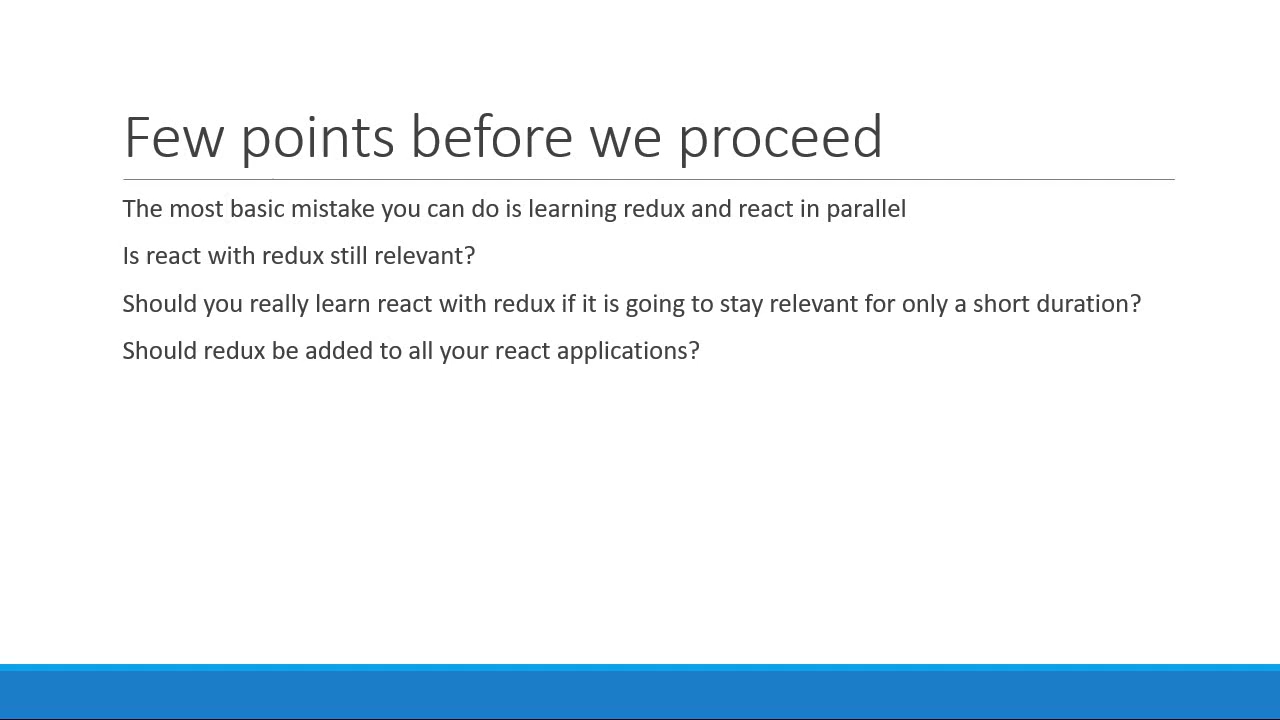 Few points before we proceed
The most basic mistake you can do is learning redux and react in parallel
Is react with redux still relevant?
Should you really learn react with redux if it is going to stay relevant for only a short duration?
Should redux be added to all your react applications?